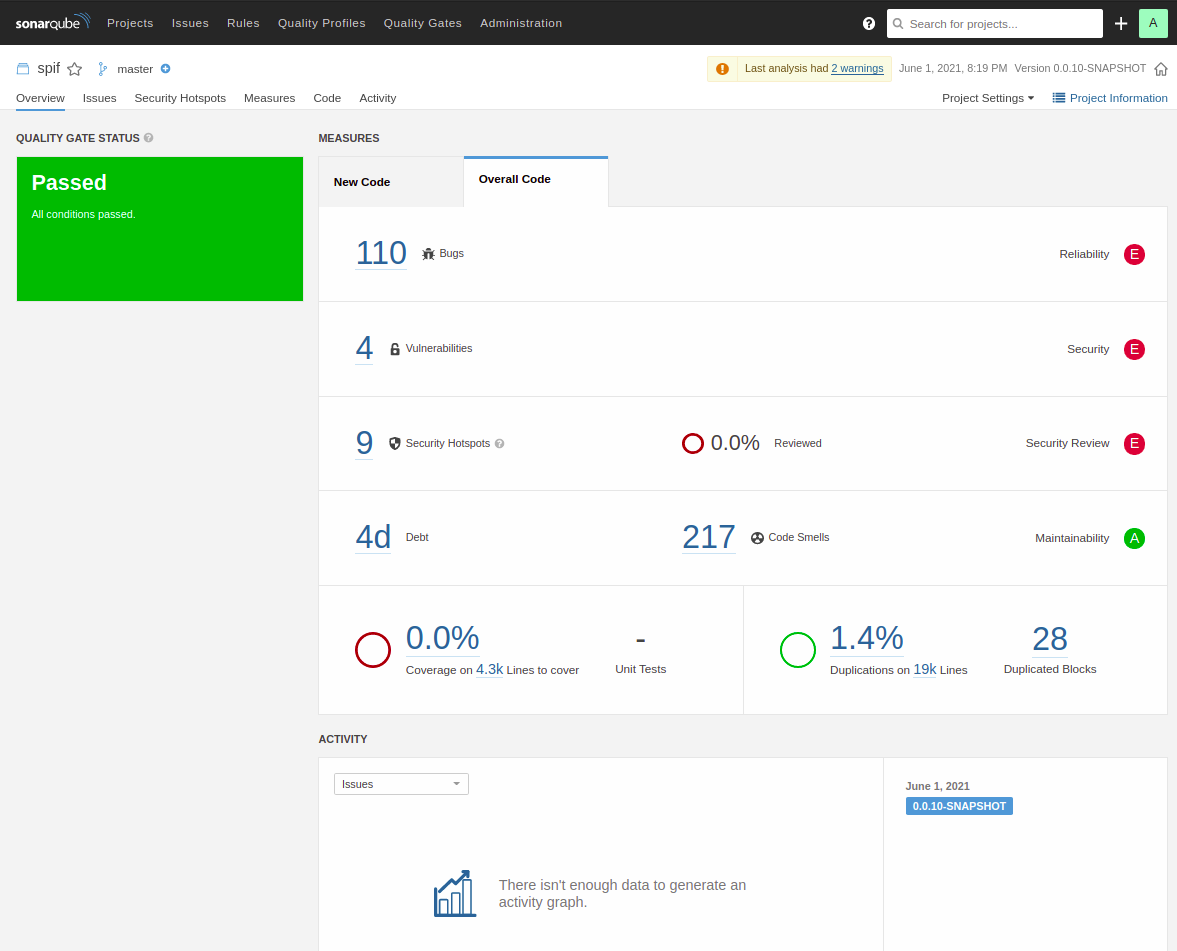 sonarqube Projects Issues Rules Quality Profiles Quality Gates Administration ? Search for projects... A
spif master Last analysis had 2 warnings June 1, 2021, 8:19 PM Version 0.0.10-SNAPSHOT
Overview Issues Security Hotspots Measures Code Activity Project Settings Project Information
QUALITY GATE STATUS ?
Passed
All conditions passed.
MEASURES
New Code Overall Code
110 Bugs Reliability E
4 Vulnerabilities Security E
9 Security Hotspots ? 0.0% Reviewed Security Review E
4d Debt 217 Code Smells Maintainability A
0.0% - 1.4% 28
Coverage on 4.3k Lines to cover Unit Tests Duplications on 19k Lines Duplicated Blocks
ACTIVITY
Issues
June 1, 2021
0.0.10-SNAPSHOT
There isn't enough data to generate an
activity graph.